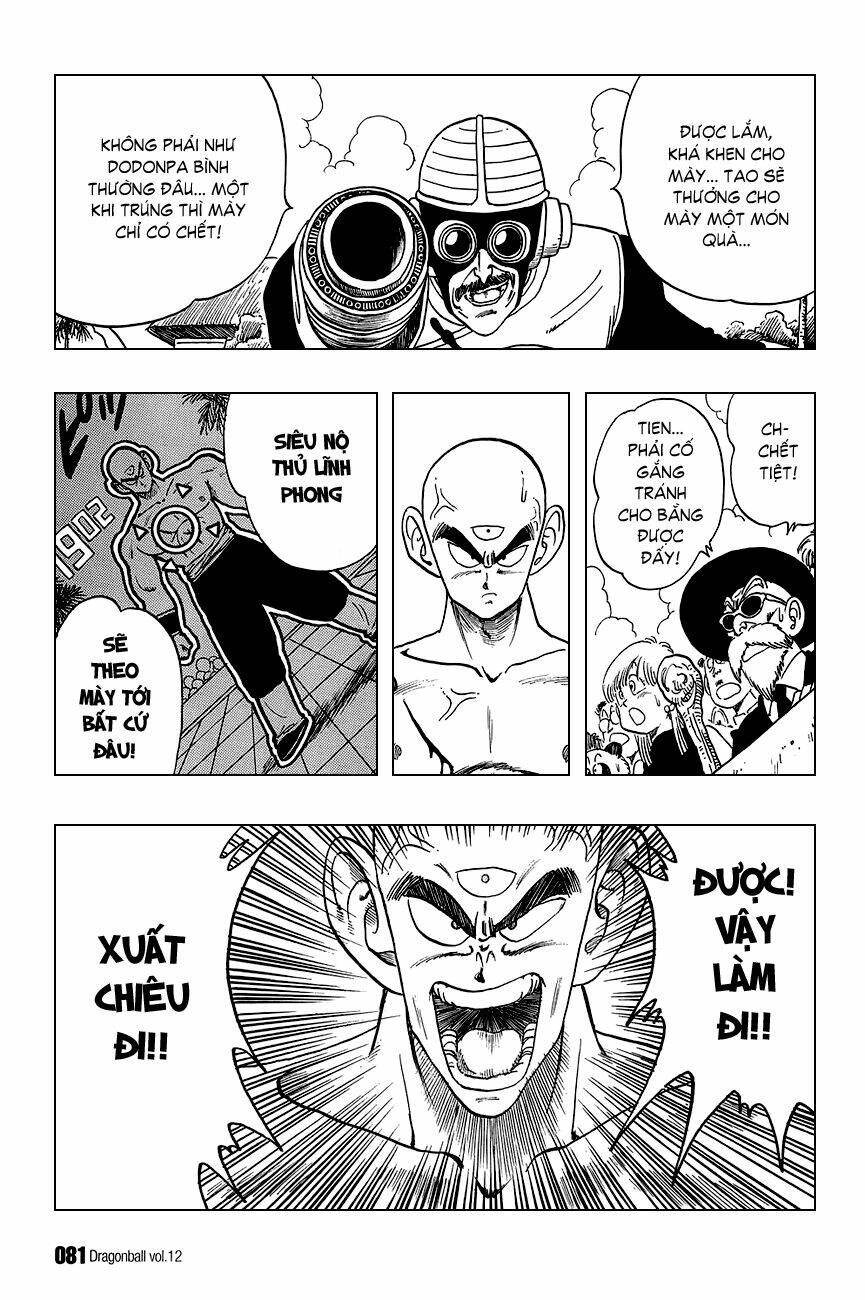 ĐƯỢC LẮM,
KHÁ KHEN CHO
MÀY... TAO SẼ
THƯỞNG CHO
MÀY MỘT MÓN
QUÀ...
KHÔNG PHẢI NHƯ
DODONPA BÌNH
THƯỜNG ĐÂU... MỘT
KHI TRÚNG THÌ MÀY
CHỈ CÓ CHẾT!
CH-
CHẾT
TIỆT!
TIEN...
PHẢI CỐ
GẮNG
TRÁNH
CHO BẰNG
ĐƯỢC
ĐẤY!
SIÊU NỘ
THỦ LĨNH
PHONG
1902
SẼ
THEO
MÀY TỚI
BẤT CỨ
ĐÂU!
ĐƯỢC!
VẬY
LÀM
ĐI!!
XUẤT
CHIÊU
ĐI!!
081 Dragonball vol.12